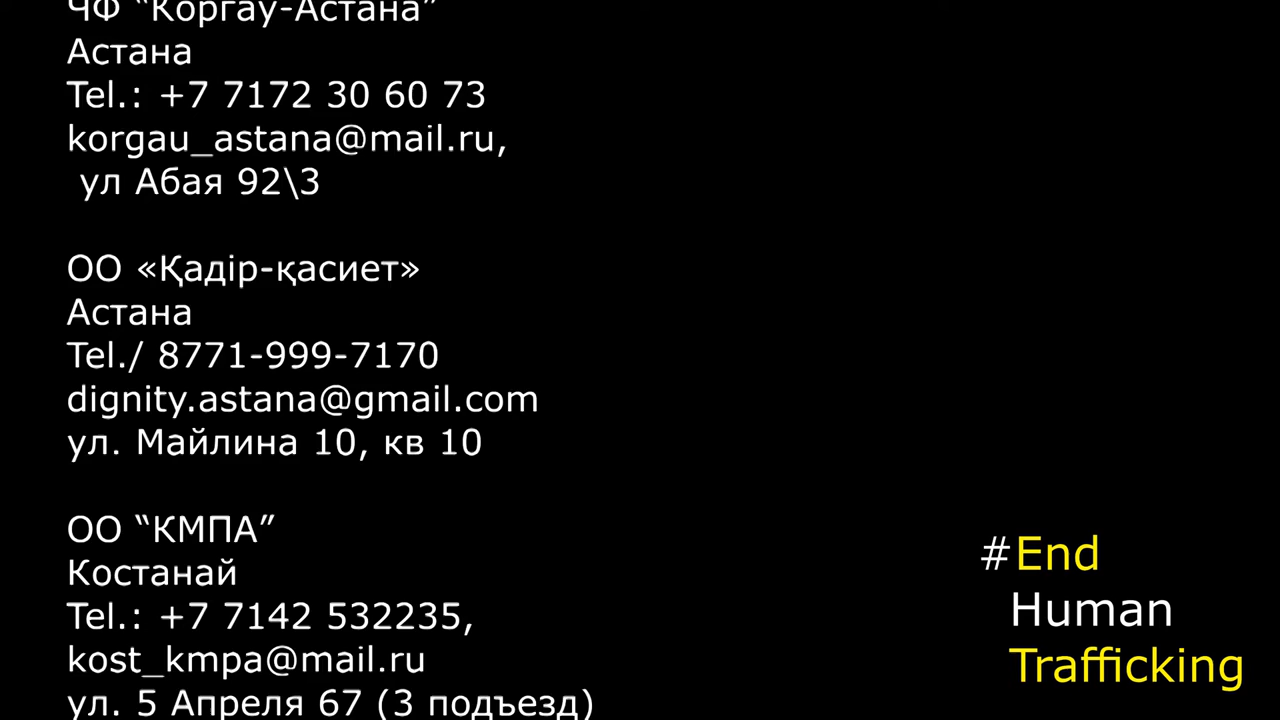 ЧФ “Коргау-Астана”
Астана
Tel.: +7 7172 30 60 73
korgau_astana@mail.ru,
ул Абая 92\3
ОО «Қадір-қасиет»
Астана
Tel./ 8771-999-7170
dignity.astana@gmail.com
ул. Майлина 10, кв 10
ОО “КМПА”
Костанай
Tel.: +7 7142 532235,
kost_kmpa@mail.ru
ул. 5 Апреля 67 (3 подъезд)
#End
Human
Trafficking